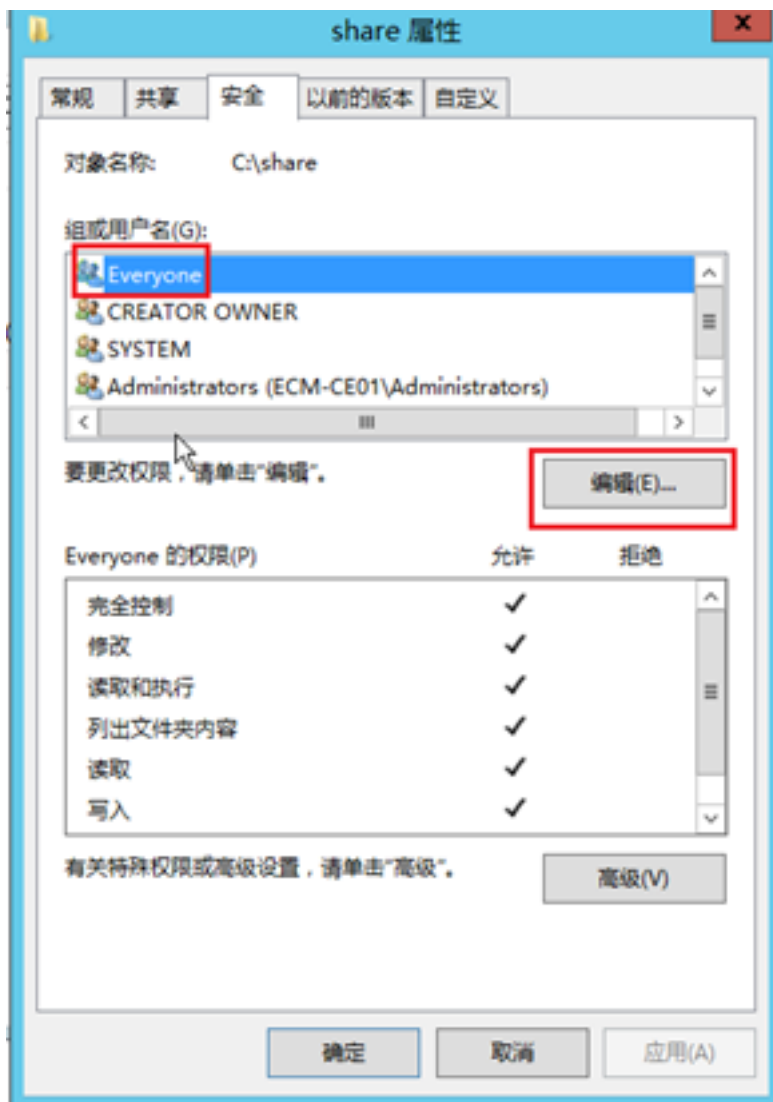 share 属性
x
常规 共享 安全 以前的版本 自定义
对象名称: C:\share
组或用户名(G):
Everyone
CREATOR OWNER
SYSTEM
Administrators (ECM-CE01\Administrators)
要更改权限，请单击"编辑"。
编辑(E)...
Everyone 的权限(P) 允许 拒绝
完全控制
修改
读取和执行
列出文件夹内容
读取
写入
有关特殊权限或高级设置，请单击"高级"。
高级(V)
确定 取消 应用(A)